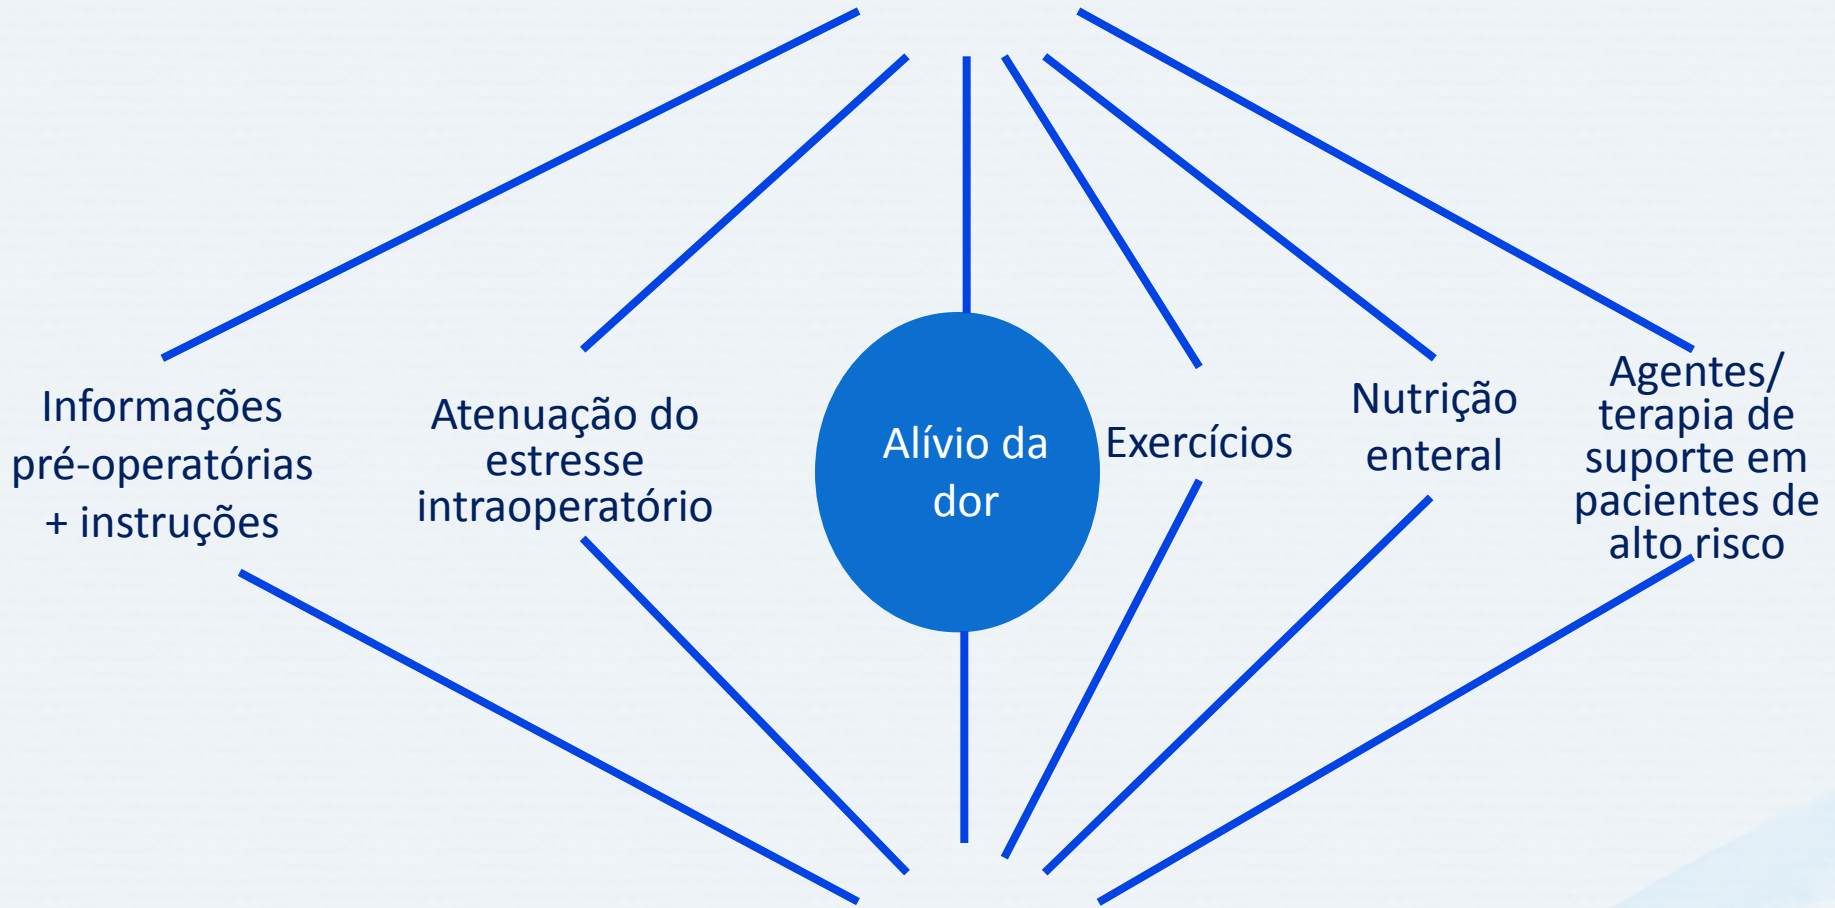 Informações
pré-operatórias
+ instruções
Atenuação do
estresse
intraoperatório
Alívio da
dor
Exercícios
Nutrição
enteral
Agentes/
terapia de
suporte em
pacientes de
alto risco